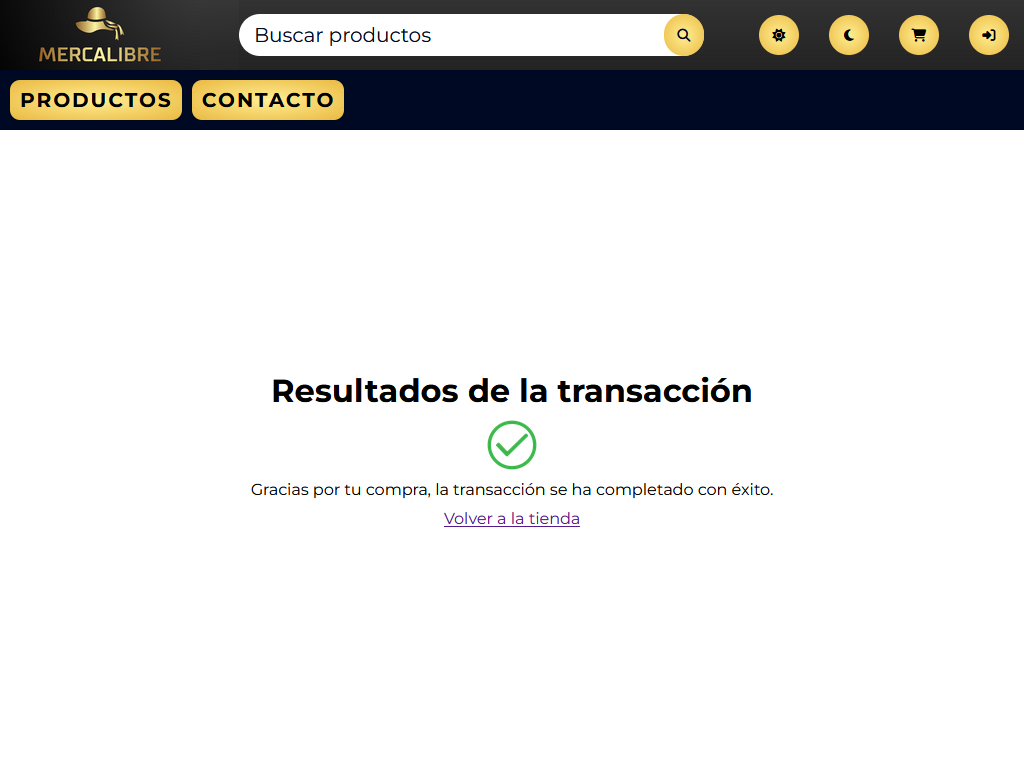 MERCALIBRE
Buscar productos
PRODUCTOS
CONTACTO
Resultados de la transacción
Gracias por tu compra, la transacción se ha completado con éxito.
Volver a la tienda